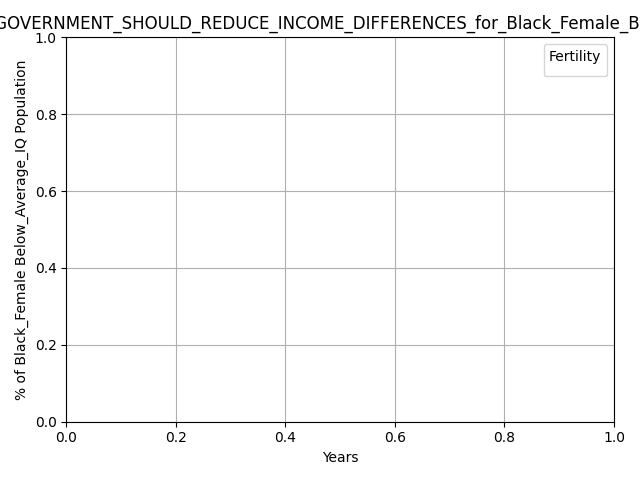 GOVERNMENT_SHOULD_REDUCE_INCOME_DIFFERENCES_for_Black_Female_B
Fertility
% of Black_Female Below_Average_IQ Population
1.0
0.8
0.6
0.4
0.2
0.0
0.0 0.2 0.4 0.6 0.8 1.0
Years